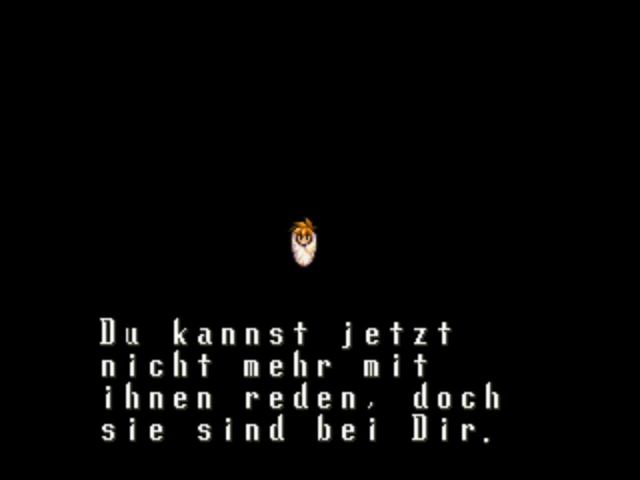 Du kannst jetzt
nicht mehr mit
ihnen reden, doch
sie sind bei Dir.